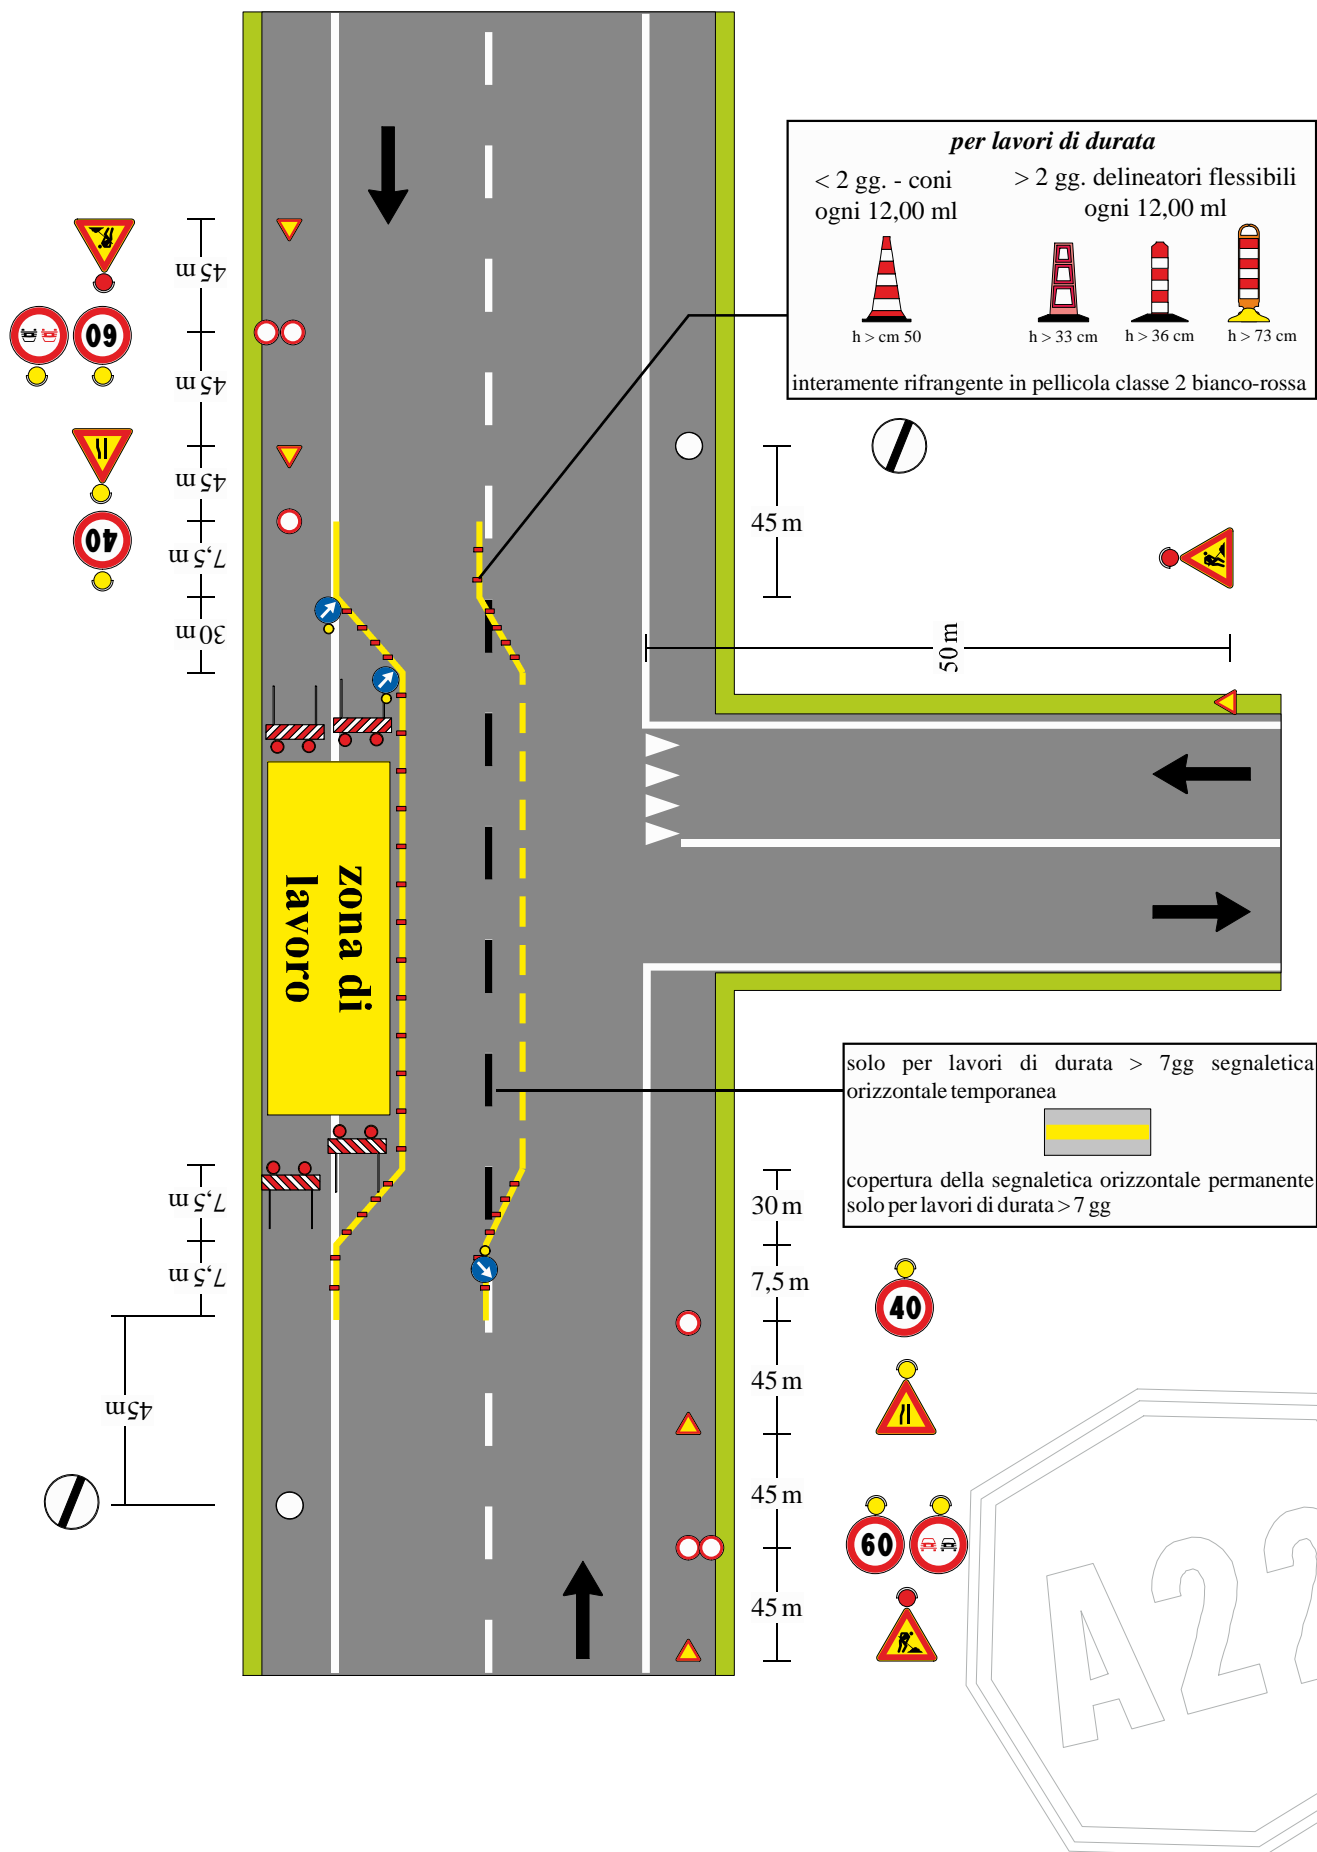 per lavori di durata
< 2 gg. - coni
ogni 12,00 ml
> 2 gg. delineatori flessibili
ogni 12,00 ml
h > cm 50
h > 33 cm
h > 36 cm
h > 73 cm
interamente rifrangente in pellicola classe 2 bianco-rossa
45 m
60
45 m
45 m
40
7,5 m
30 m
45 m
50 m
zona di
lavoro
solo per lavori di durata > 7gg segnaletica
orizzontale temporanea
copertura della segnaletica orizzontale permanente
solo per lavori di durata > 7 gg
7,5 m
7,5 m
45m
30 m
7,5 m
40
45 m
45 m
60
45 m
A22